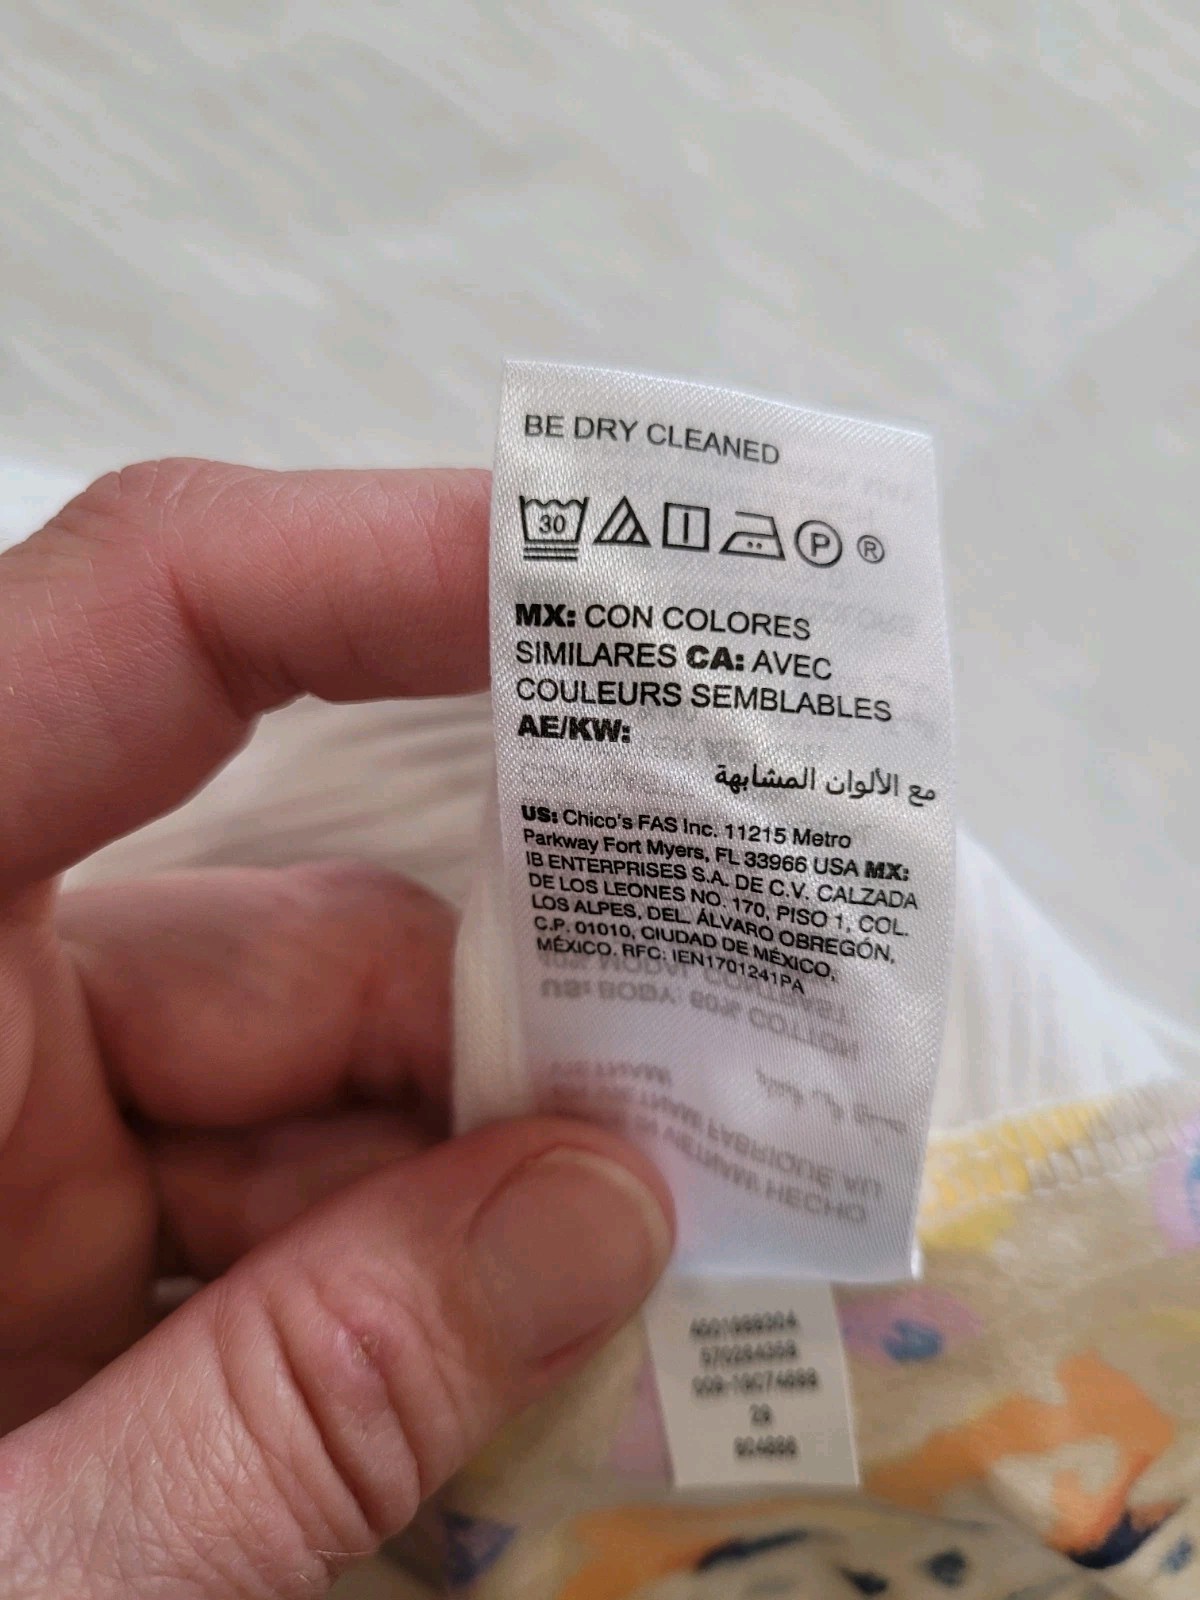 BE DRY CLEANED
30 P ®
MX: CON COLORES
SIMILARES CA: AVEC
COULEURS SEMBLABLES
AE/KW:
مع الألوان المشابهة
US: Chico's FAS Inc. 11215 Metro
Parkway Fort Myers, FL 33966 USA MX:
IB ENTERPRISES S.A. DE C.V. CALZADA
DE LOS LEONES NO. 170, PISO 1, COL.
LOS ALPES, DEL. ÁLVARO OBREGÓN,
C.P. 01010, CIUDAD DE MÉXICO,
MÉXICO. RFC: IEN1701241PA